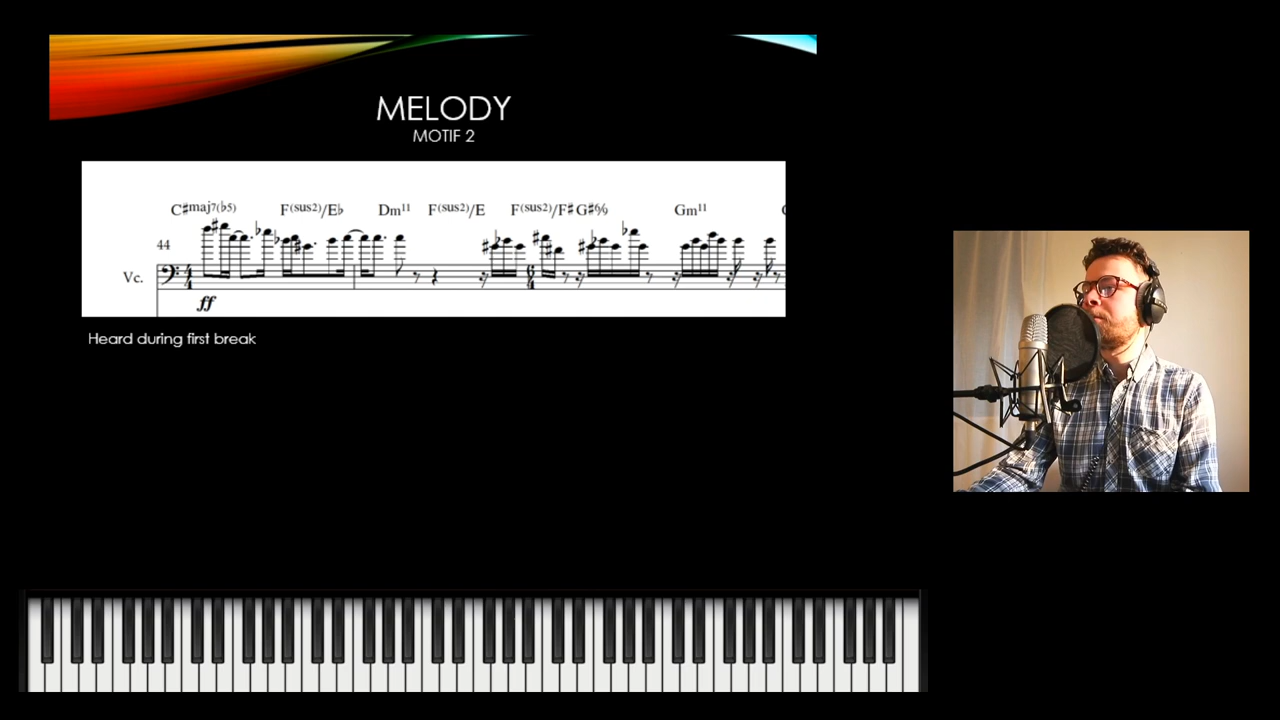 MELODY
MOTIF 2
C♯maj7(♭5) F(sus2)/E♭ Dm11 F(sus2)/E F(sus2)/F♯ G♯% Gm11
44
Vc.
ff
Heard during first break